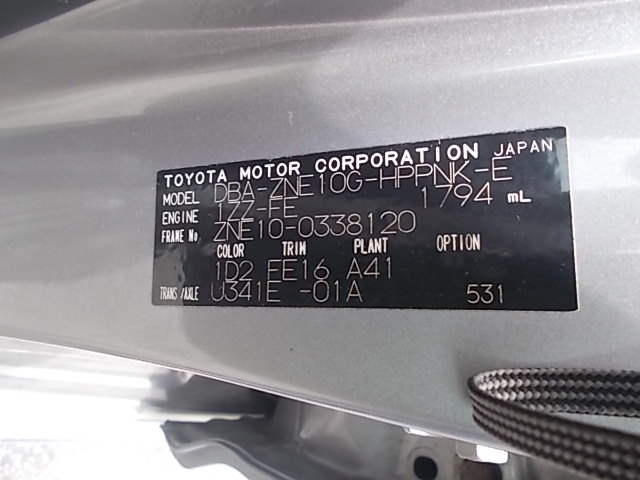 TOYOTA MOTOR CORPORATION JAPAN
MODEL DBA-ZNE10G-HPPNK-E
ENGINE 1ZZ-FE 1794 mL
FRAME No. ZNE10-0338120
COLOR TRIM PLANT OPTION
1D2 FE16 A41
TRANS/AXLE U341E -01A 531